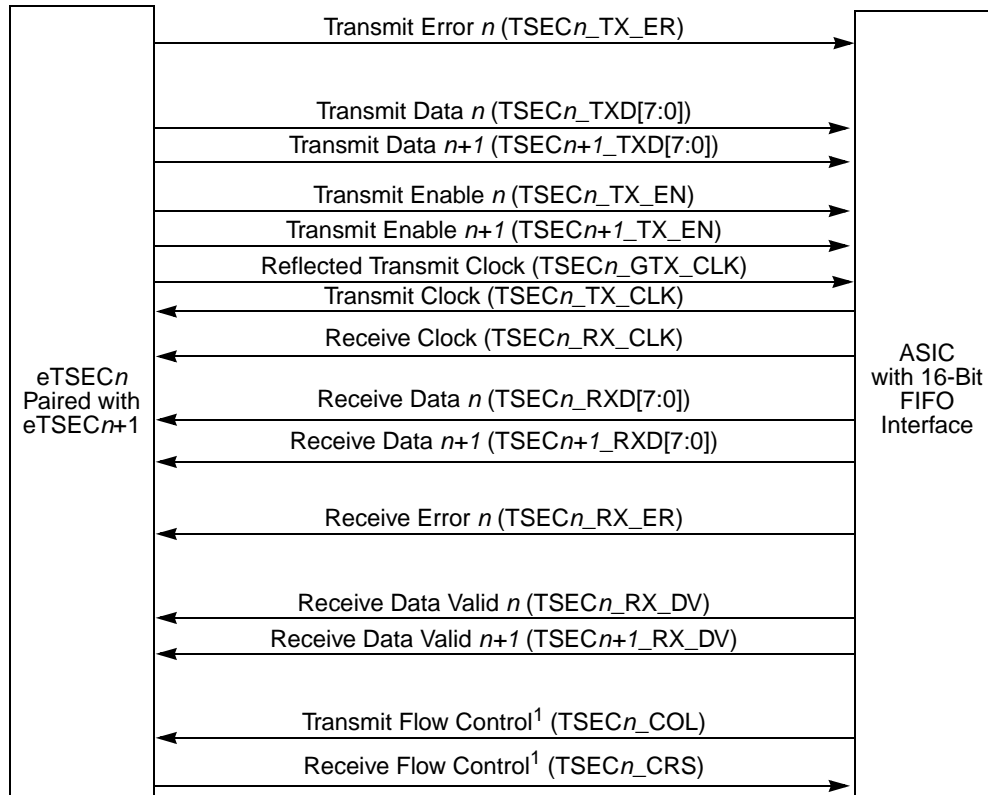 Transmit Error n (TSECn_TX_ER)
Transmit Data n (TSECn_TXD[7:0])
Transmit Data n+1 (TSECn+1_TXD[7:0])
Transmit Enable n (TSECn_TX_EN)
Transmit Enable n+1 (TSECn+1_TX_EN)
Reflected Transmit Clock (TSECn_GTX_CLK)
Transmit Clock (TSECn_TX_CLK)
Receive Clock (TSECn_RX_CLK)
eTSECn
Paired with
eTSECn+1
ASIC
with 16-Bit
FIFO
Interface
Receive Data n (TSECn_RXD[7:0])
Receive Data n+1 (TSECn+1_RXD[7:0])
Receive Error n (TSECn_RX_ER)
Receive Data Valid n (TSECn_RX_DV)
Receive Data Valid n+1 (TSECn+1_RX_DV)
Transmit Flow Control1 (TSECn_COL)
Receive Flow Control1 (TSECn_CRS)